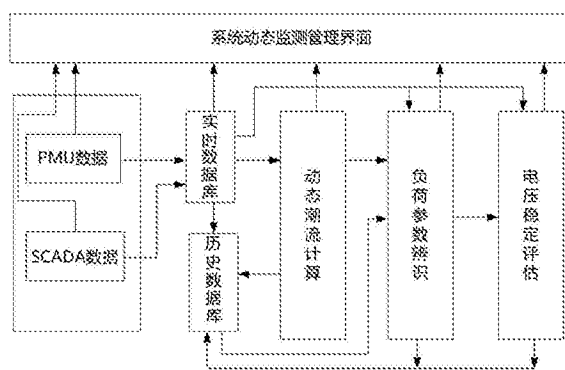 系统动态监测管理界面
PMU数据
SCADA数据
实时数据库
历史数据库
动态潮流计算
负荷参数辨识
电压稳定评估